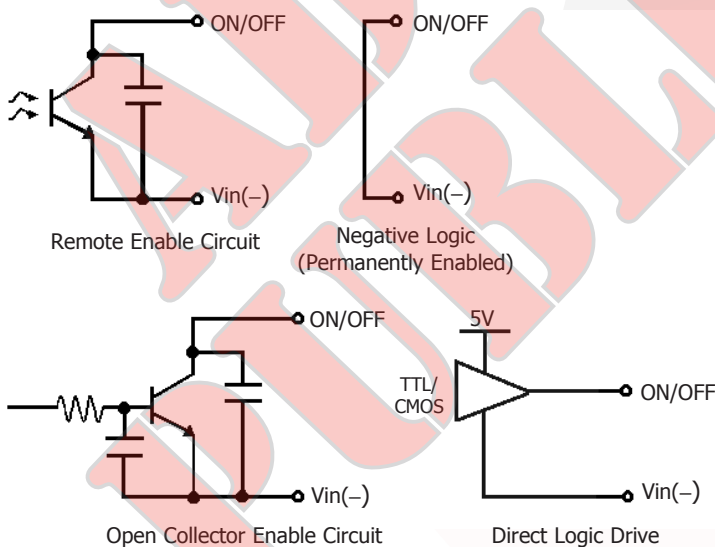 ON/OFF
Vin(–)
Remote Enable Circuit
ON/OFF
Vin(–)
Negative Logic
(Permanently Enabled)
ON/OFF
Vin(–)
Open Collector Enable Circuit
5V
TTL/
CMOS
ON/OFF
Vin(–)
Direct Logic Drive